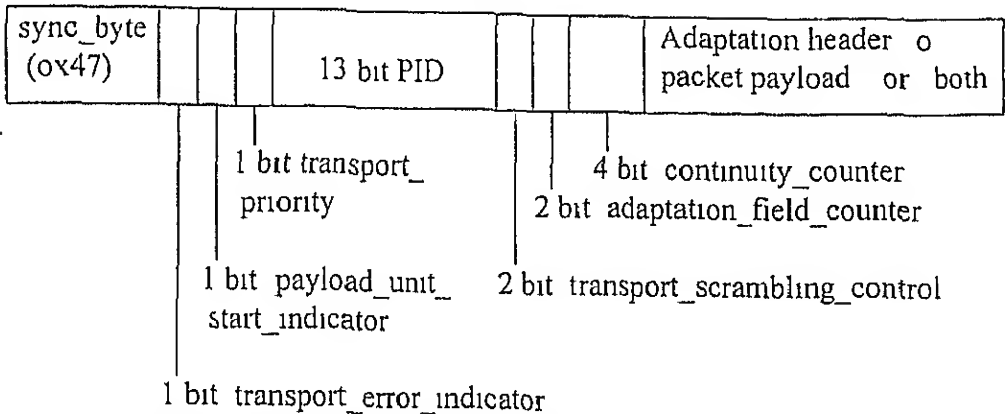 sync_byte
(ox47)
13 bit PID
Adaptation header o
packet payload or both
1 bit transport_
priority
4 bit continuity_counter
2 bit adaptation_field_counter
1 bit payload_unit_
start_indicator
2 bit transport_scrambling_control
1 bit transport_error_indicator